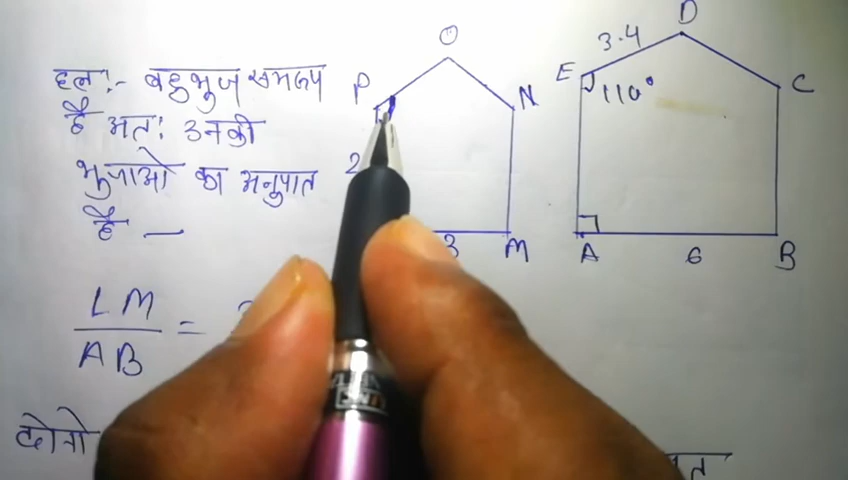 हल:- बहुभुज समरूप
है अतः उनकी
भुजाओ का अनुपात
है —
LM
=
AB
दोनो
O
P
N
2
3
M
D
3.4
E
110°
C
A
6
B